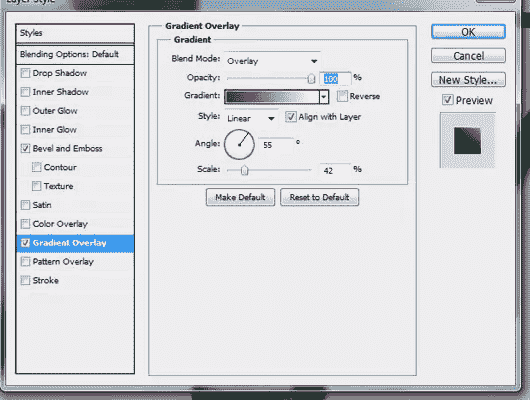 Layer Style
Styles
Blending Options: Default
Drop Shadow
Inner Shadow
Outer Glow
Inner Glow
Bevel and Emboss
Contour
Texture
Satin
Color Overlay
Gradient Overlay
Pattern Overlay
Stroke
Gradient Overlay
Gradient
Blend Mode: Overlay
Opacity: 100 %
Gradient: Reverse
Style: Linear Align with Layer
Angle: 55 °
Scale: 42 %
Make Default Reset to Default
OK
Cancel
New Style...
Preview